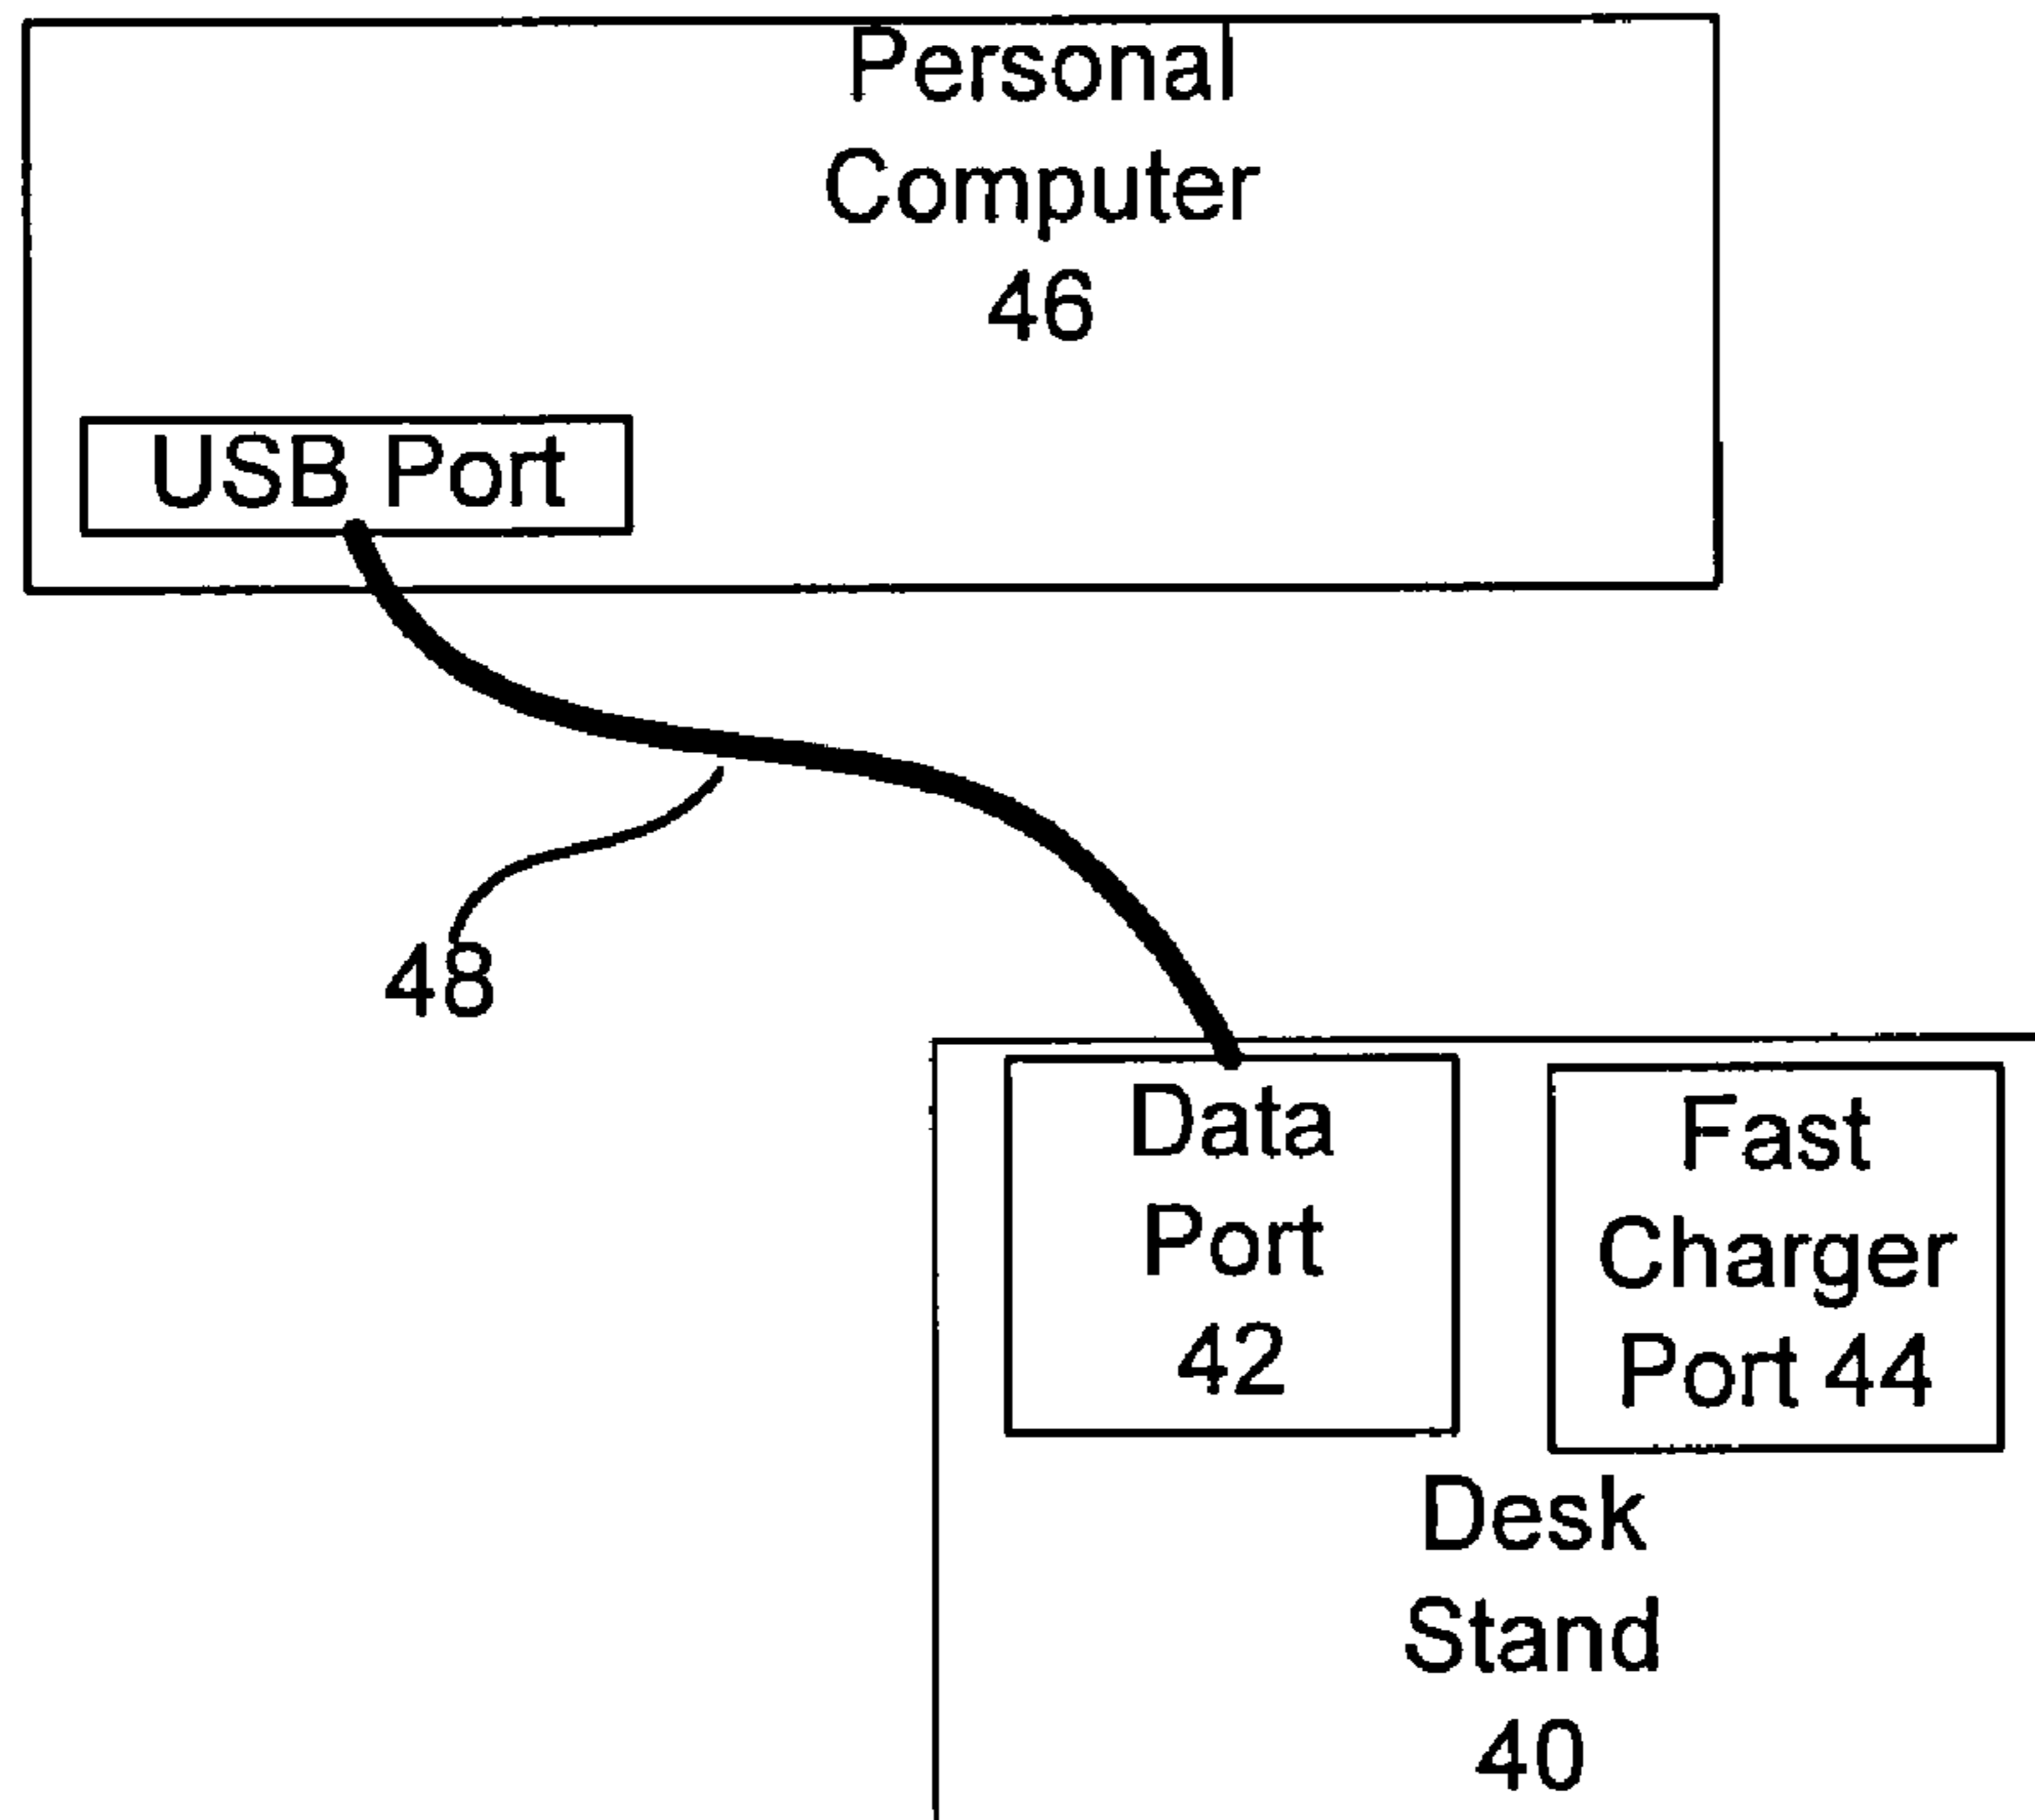 Personal
Computer
46
USB Port
48
Data
Port
42
Fast
Charger
Port 44
Desk
Stand
40